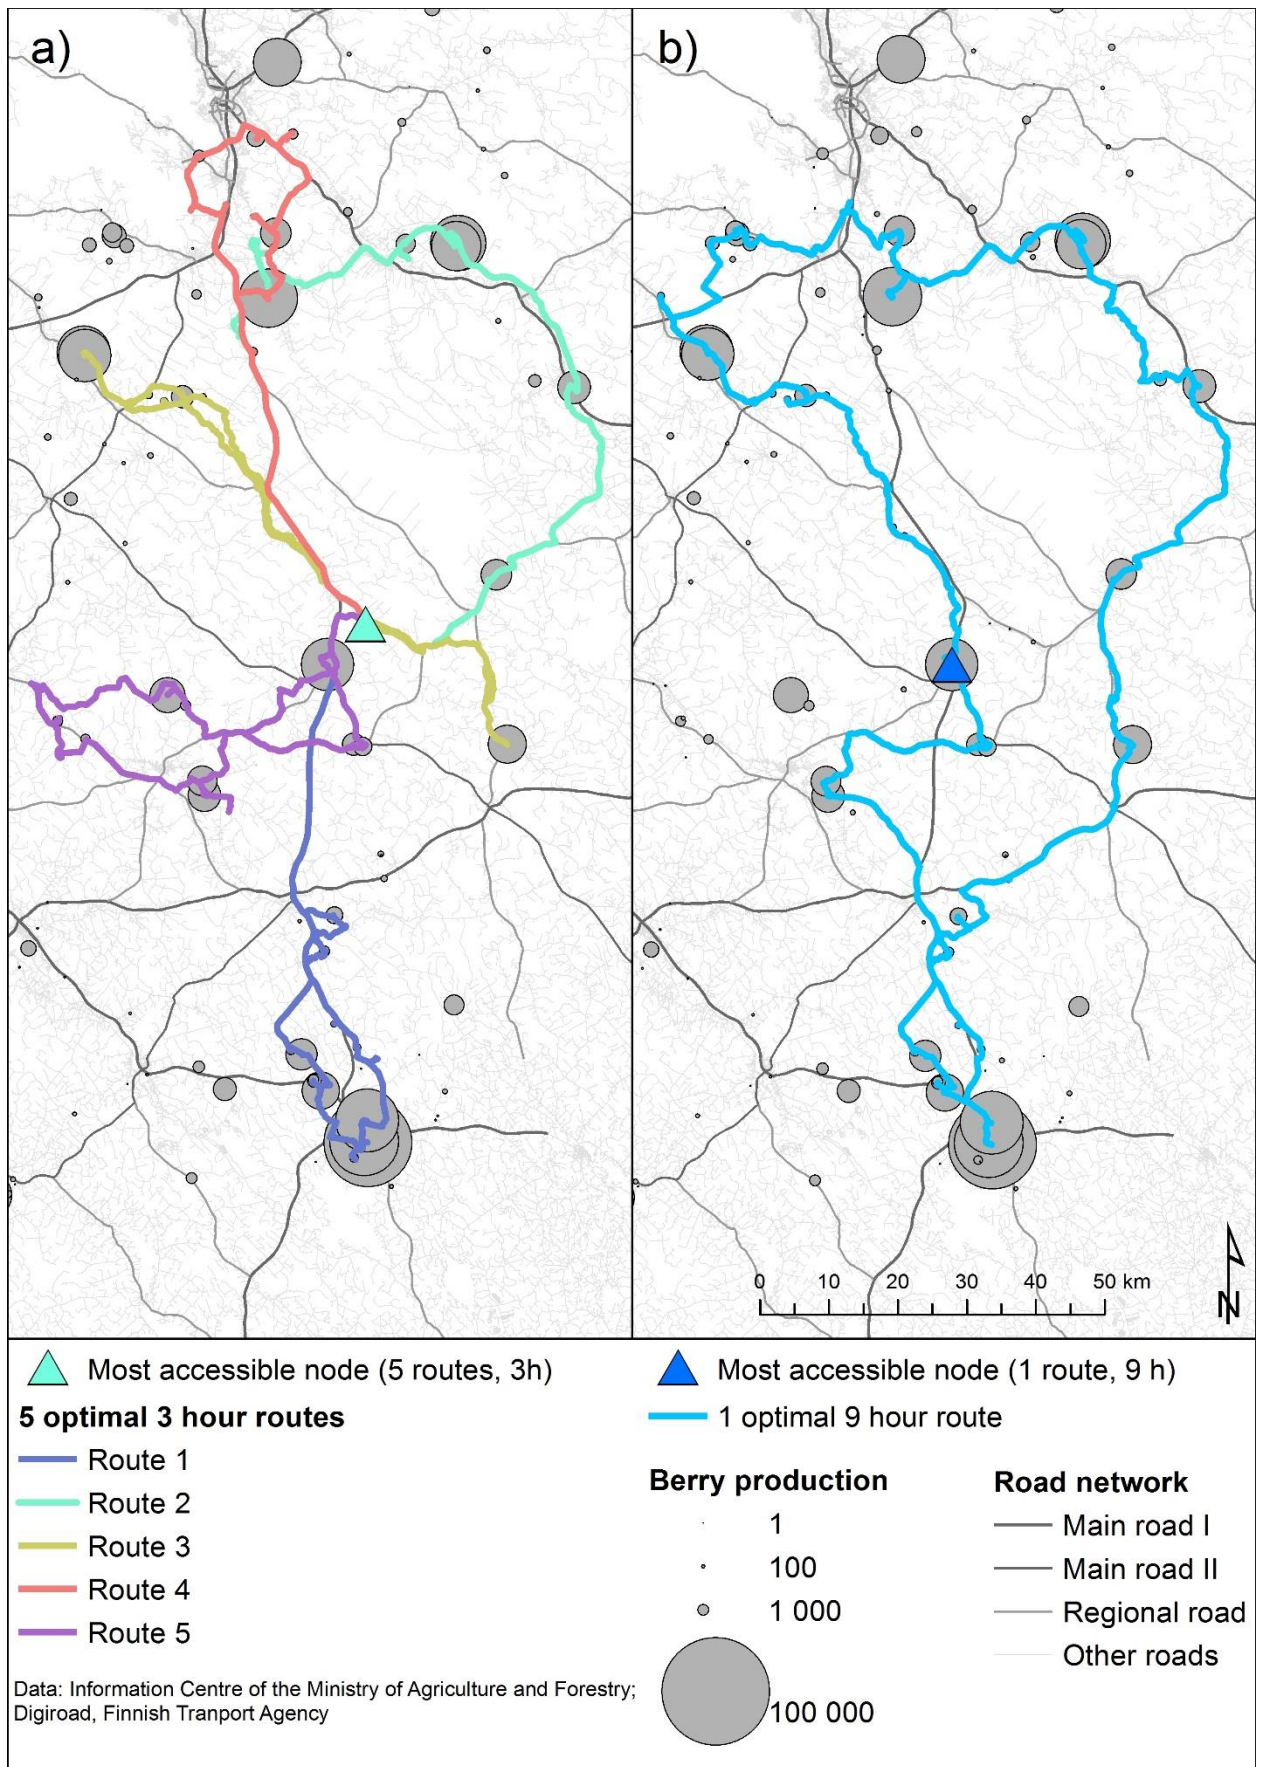 a)
b)
0 10 20 30 40 50 km
N
Most accessible node (5 routes, 3h)
5 optimal 3 hour routes
Route 1
Route 2
Route 3
Route 4
Route 5
Data: Information Centre of the Ministry of Agriculture and Forestry;
Digiroad, Finnish Tranport Agency
Most accessible node (1 route, 9 h)
1 optimal 9 hour route
Berry production
1
100
1 000
100 000
Road network
Main road I
Main road II
Regional road
Other roads